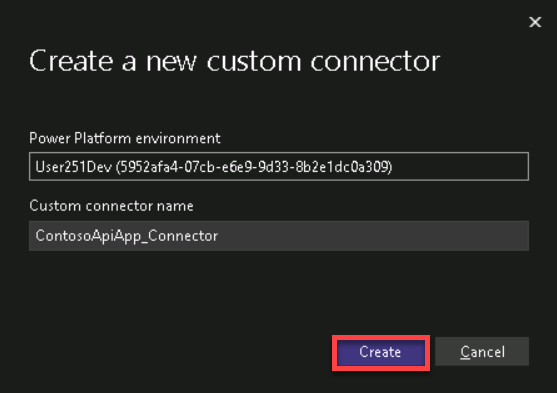 Create a new custom connector
Power Platform environment
User251Dev (5952afa4-07cb-e6e9-9d33-8b2e1dc0a309)
Custom connector name
ContosoApiApp_Connector
Create
Cancel